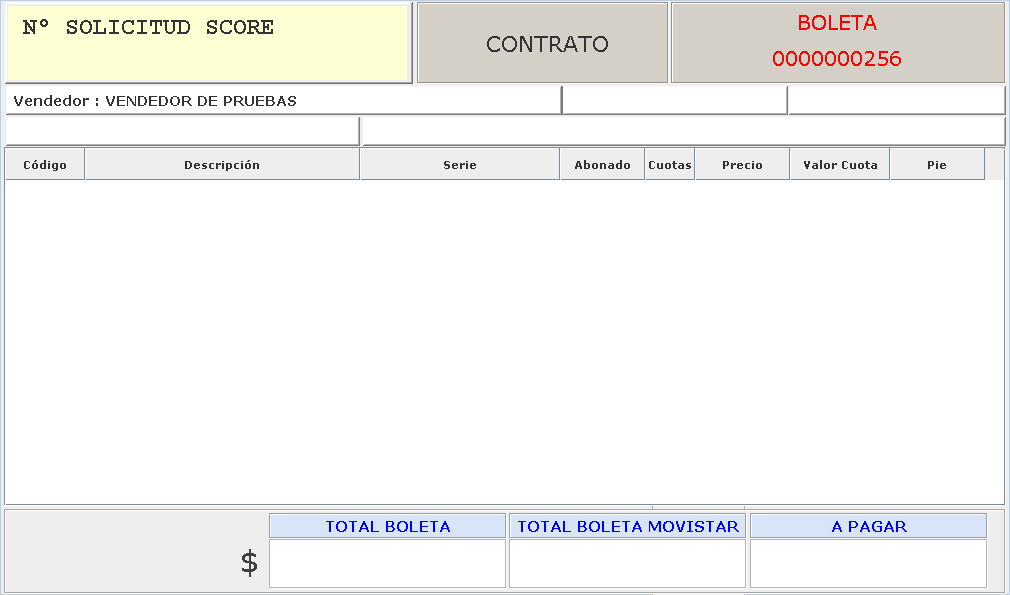 Nº SOLICITUD SCORE
CONTRATO
BOLETA
0000000256
Vendedor : VENDEDOR DE PRUEBAS
Código Descripción Serie Abonado Cuotas Precio Valor Cuota Pie
TOTAL BOLETA TOTAL BOLETA MOVISTAR A PAGAR
$